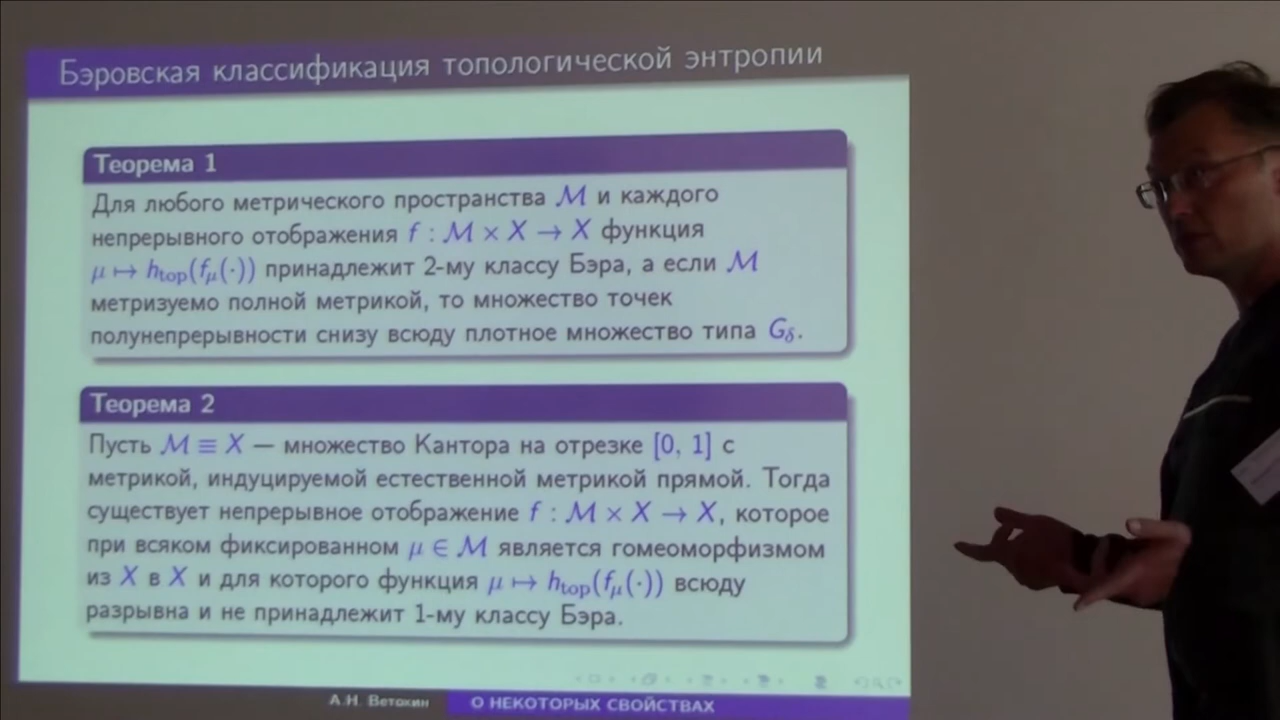 Бэровская классификация топологической энтропии
Теорема 1
Для любого метрического пространства 𝓜 и каждого
непрерывного отображения f : 𝓜 × X → X функция
μ ↦ h_top(f_μ(·)) принадлежит 2-му классу Бэра, а если 𝓜
метризуемо полной метрикой, то множество точек
полунепрерывности снизу всюду плотное множество типа G_δ.
Теорема 2
Пусть 𝓜 ≡ X — множество Кантора на отрезке [0, 1] с
метрикой, индуцируемой естественной метрикой прямой. Тогда
существует непрерывное отображение f : 𝓜 × X → X, которое
при всяком фиксированном μ ∈ 𝓜 является гомеоморфизмом
из X в X и для которого функция μ ↦ h_top(f_μ(·)) всюду
разрывна и не принадлежит 1-му классу Бэра.
А.Н. Ветохин
О НЕКОТОРЫХ СВОЙСТВАХ